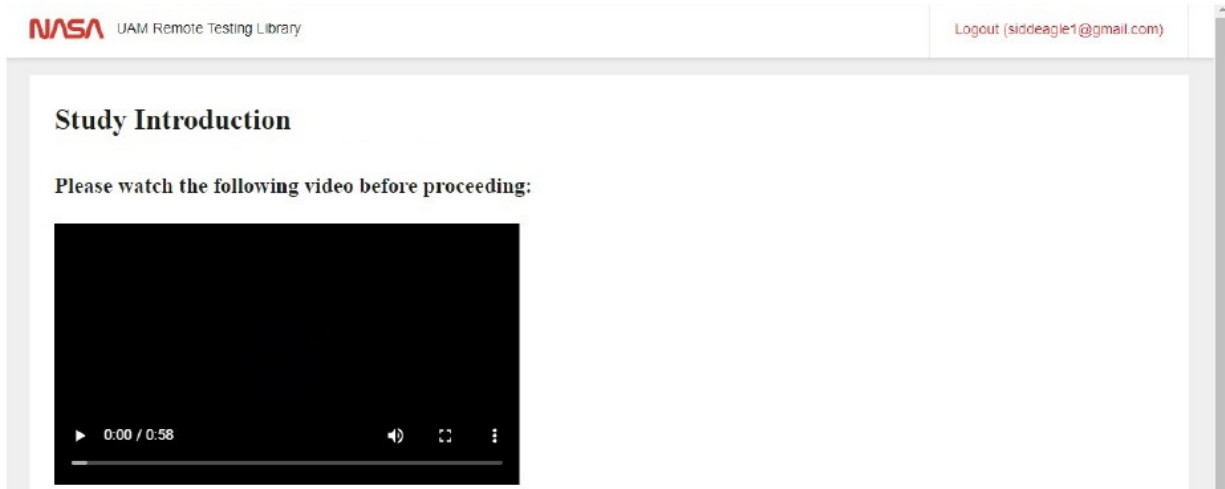 NASA UAM Remote Testing Library Logout (siddeagle1@gmail.com)
Study Introduction
Please watch the following video before proceeding:
0:00 / 0:58